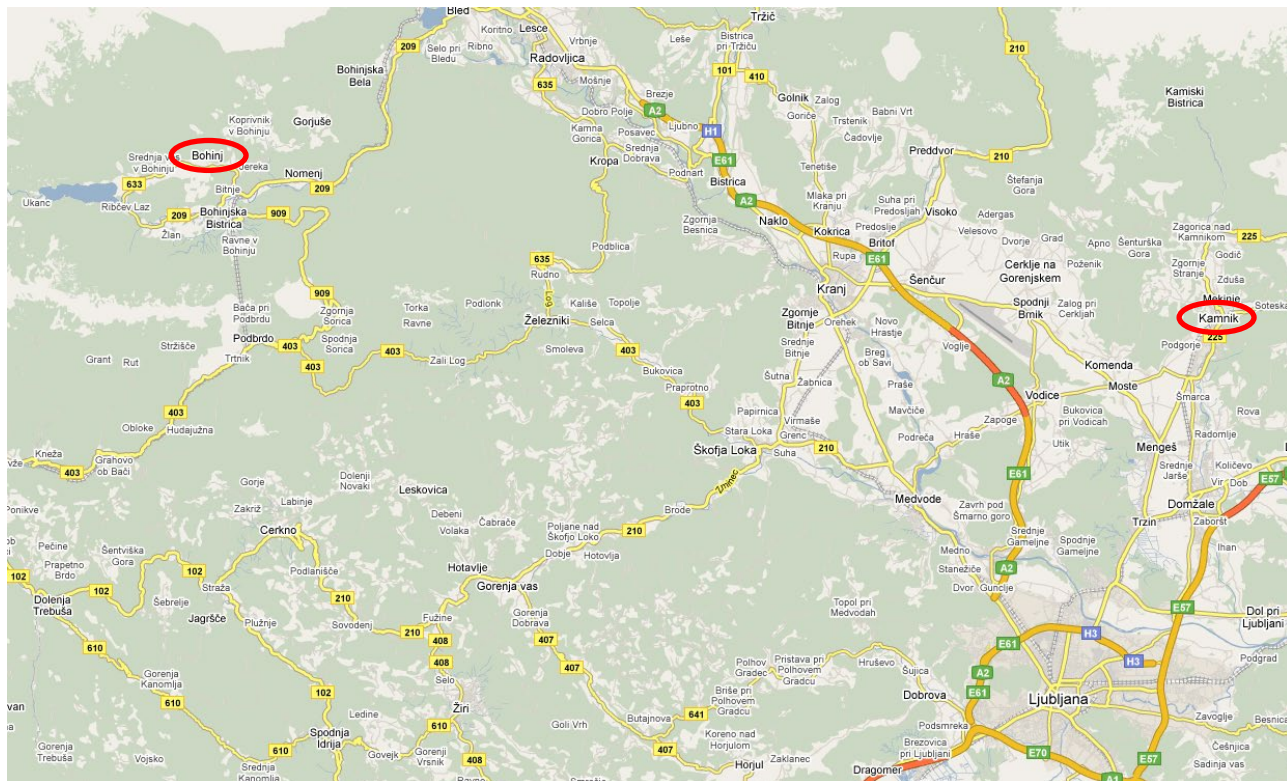 Bled
Tržič
Koritno
Lesce
Vrbnje
Leše
Bistrica
pri Tržiču
209
Selo pri
Bledu
Ribno
Radovljica
210
Bohinjska
Bela
101
410
Mošnje
635
Brezje
Golnik
Zalog
Kamiski
Bistrica
A2
Dobro Polje
Goriče
Babni Vrt
Koprivnik
v Bohinju
Gorjuše
Kamna
Gorica
Posavec
Ljubno
H1
Trstenik
Čadovlje
Srednja vas
v Bohinju
Bohinj
Jereka
Kropa
Srednja
Dobrava
E61
Tenetiše
Preddvor
210
Nomenj
Podnart
Bistrica
Štefanja
Gora
633
Bitnje
209
Ukanc
Ribčev Laz
A2
Mlaka pri
Kranju
Suha pri
Predosljah
Visoko
Adergas
209
Bohinjska
Bistrica
909
Zgornja
Besnica
Naklo
Kokrica
Predoslje
Velesovo
Dvorje
Grad
Apno
Šenturška
Gora
Zagorica nad
Kamnikom
225
Žlan
Ravne v
Bohinju
Podblica
Rupa
Britof
Poženik
Godič
635
E61
Cerklje na
Gorenjskem
Zgornje
Stranje
Zduša
Rudno
Kranj
Šenčur
909
Log
Kališe
Topolje
Spodnji
Brnik
Zalog pri
Cerkljah
Mekinje
Soteska
Bača pri
Podbrdu
Zgornja
Sorica
Torka
Ravne
Podlonk
Železniki
Selca
Zgornje
Bitnje
Orehek
Novo
Hrastje
Kamnik
Stržišče
Podbrdo
403
Spodnja
Sorica
403
Zali Log
Smoleva
403
Srednje
Bitnje
Breg
ob Savi
Voglje
Podgorje
225
Grant
Rut
Trtnik
Bukovica
Šutna
Žabnica
Praše
A2
Komenda
Moste
Praprotno
Vodice
Šmarca
403
403
Papirnica
Virmaše
Mavčiče
Zapoge
Bukovica
pri Vodicah
Rova
Obloke
Hudajužna
Stara Loka
Grenc
Podreča
Hraše
Utik
Radomlje
Kneža
Grahovo
ob Bači
Škofja Loka
Suha
210
E61
Mengeš
403
Dolenji
Novaki
Žminec
Srednje
Jarše
Količevo
Vir
Dob
E57
Gorje
Labinje
Leskovica
Medvode
Zavrh pod
Šmarno goro
Domžale
Ponikve
Zakriž
Cerkno
Debeni
Volaka
Čabrače
Poljane nad
Škofjo Loko
Brode
Trzin
Zaboršt
Pečine
Šentviška
Gora
210
Medno
Srednje
Gameljne
Spodnje
Gameljne
Ihan
Prapetno
Brdo
Podlanišče
Hotavlje
Dobje
Hotovlja
Stanežiče
A2
102
102
Straža
Gorenja vas
Dvor
Gunclje
Dolenja
Trebuša
Šebrelje
210
Topol pri
Medvodah
E57
Dol pri
Ljubljani
Jagršče
Plužnje
Sovodenj
Fužine
Gorenja
Dobrava
210
408
407
E61
H3
610
408
Polhov
Gradec
Pristava pri
Polhovem
Gradcu
Hruševo
Šujica
H3
Podgrad
Gorenja
Kanomlja
407
A2
Selo
Briše pri
Polhovem
Gradcu
Dobrova
E61
Ljubljana
610
102
Ledine
Žiri
Goli Vrh
Butajnova
641
Zavoglje
Besnica
Spodnja
Idrija
610
Podsmreka
Koreno nad
Horjulom
Brezovica
pri Ljubljani
Gorenja
Trebuša
Vojsko
610
Govejk
Gorenji
Vrsnik
407
Zaklanec
E70
E57
Češnjica
Srednja
Kanomlja
408
Horjul
Dragomer
A1
Sadinja vas